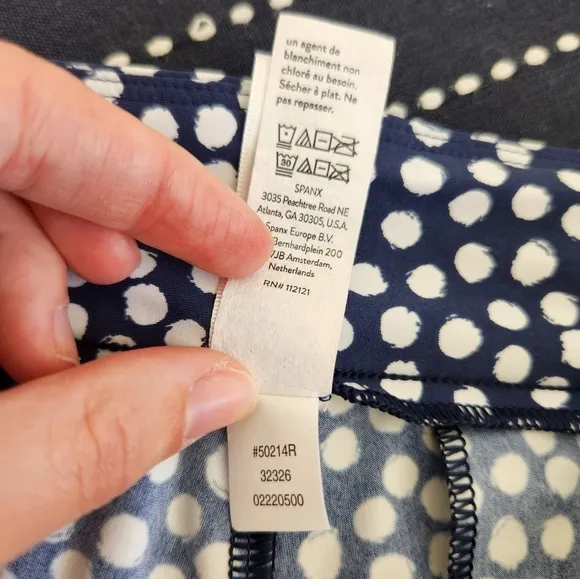 un agent de
blanchiment non
chloré au besoin.
Sécher à plat. Ne
pas repasser.
30
SPANX
3035 Peachtree Road NE
Atlanta, GA 30305, U.S.A.
Spanx Europe B.V.
Bernhardplein 200
7JB Amsterdam,
Netherlands
RN# 112121
#50214R
32326
02220500